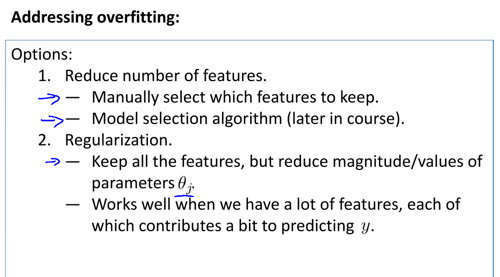 Addressing overfitting:
Options:
1. Reduce number of features.
— Manually select which features to keep.
— Model selection algorithm (later in course).
2. Regularization.
— Keep all the features, but reduce magnitude/values of
parameters θj.
— Works well when we have a lot of features, each of
which contributes a bit to predicting y.